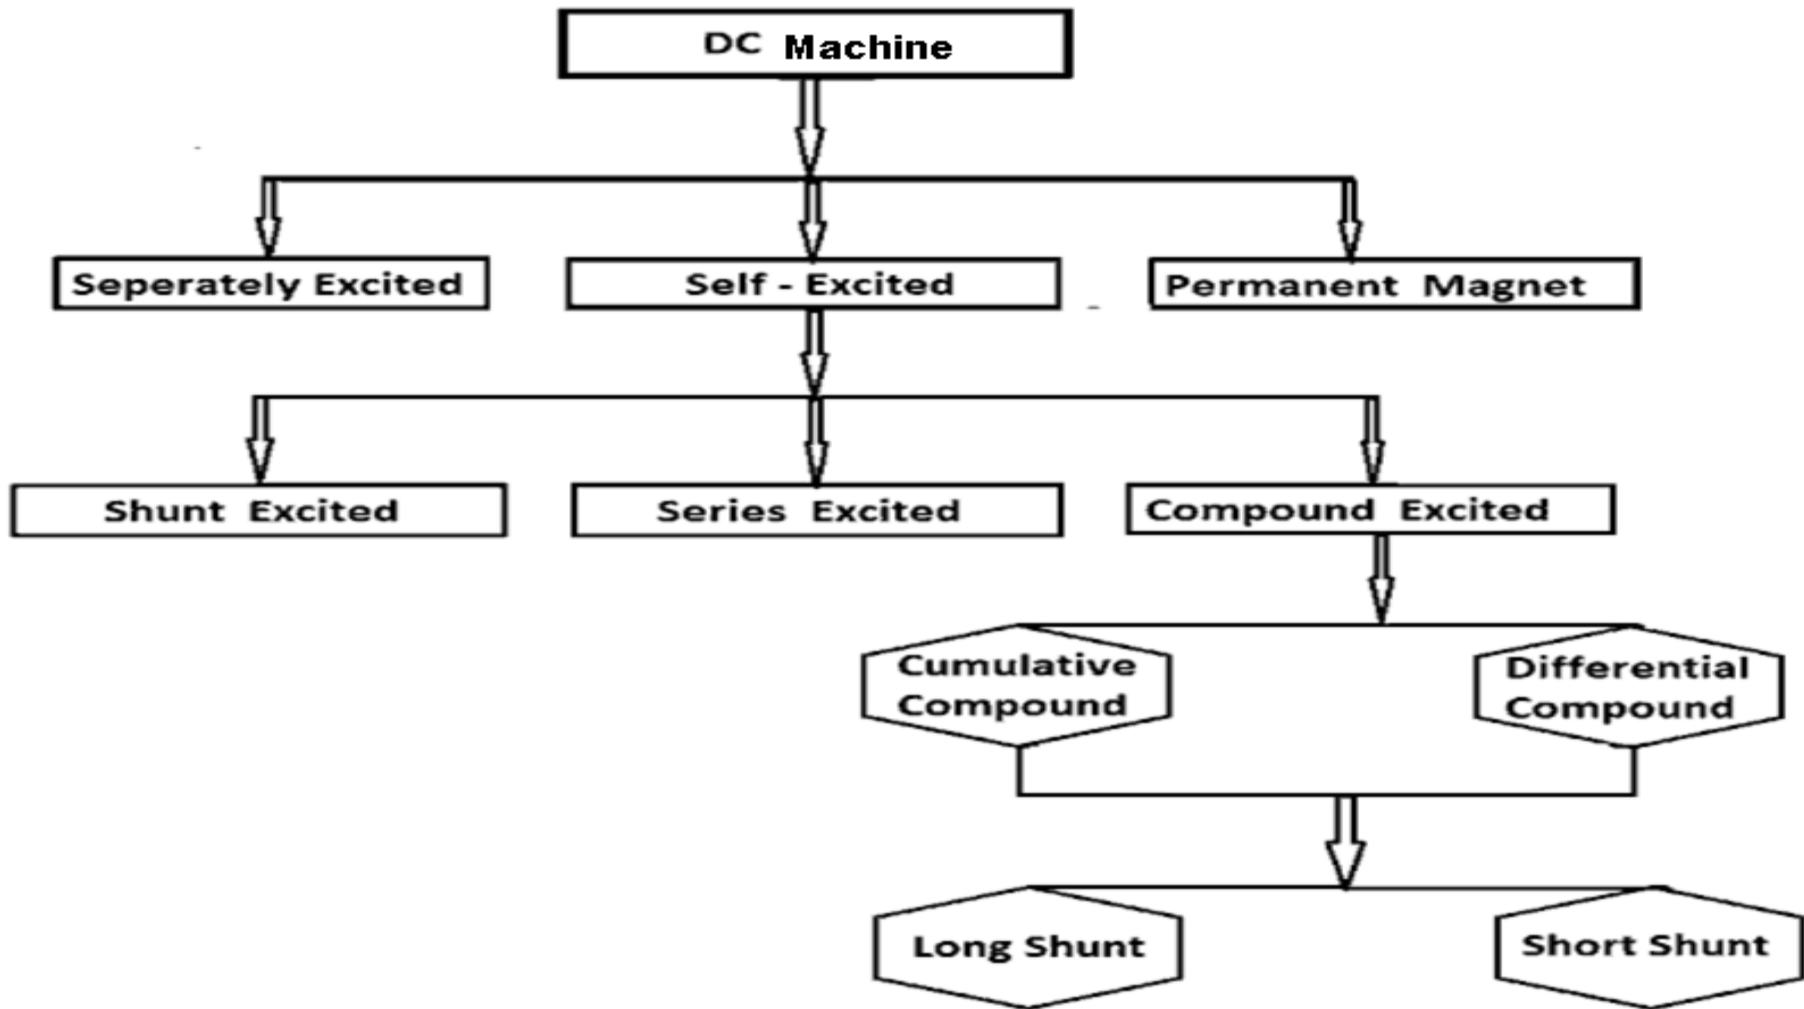 DC Machine
Seperately Excited
Self - Excited
Permanent Magnet
Shunt Excited
Series Excited
Compound Excited
Cumulative
Compound
Differential
Compound
Long Shunt
Short Shunt